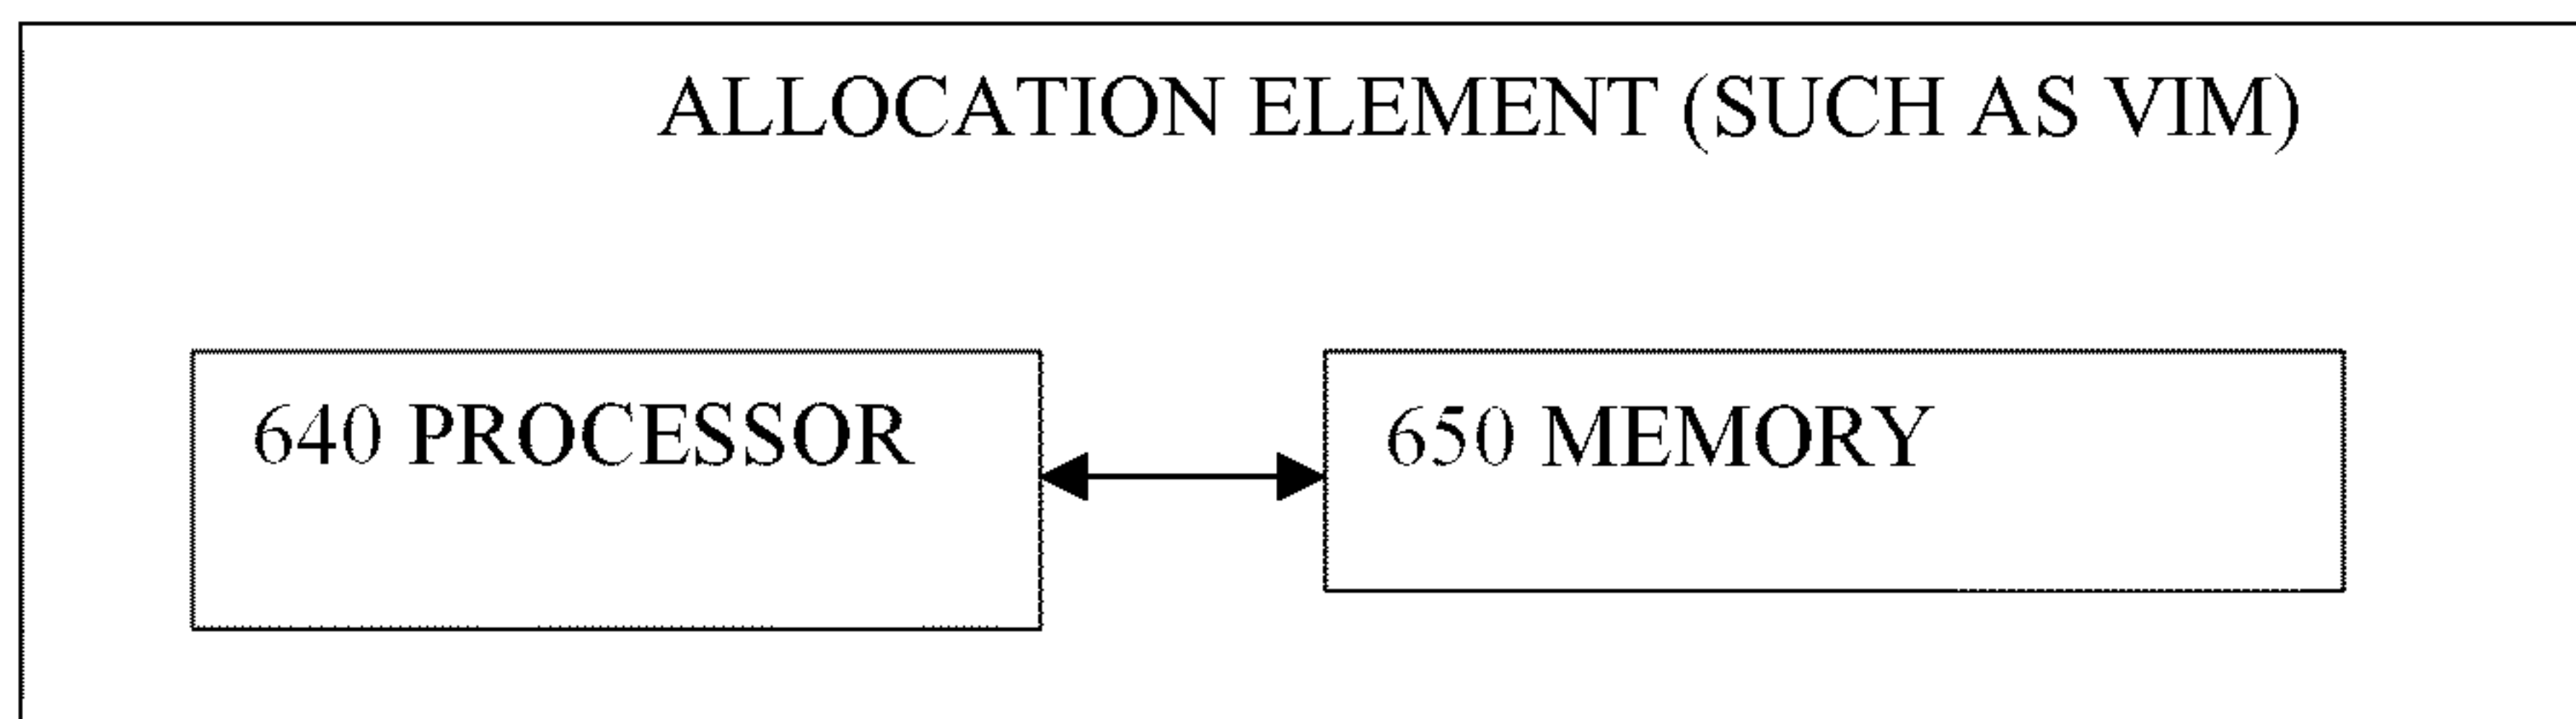 ALLOCATION ELEMENT (SUCH AS VIM)
640 PROCESSOR
650 MEMORY